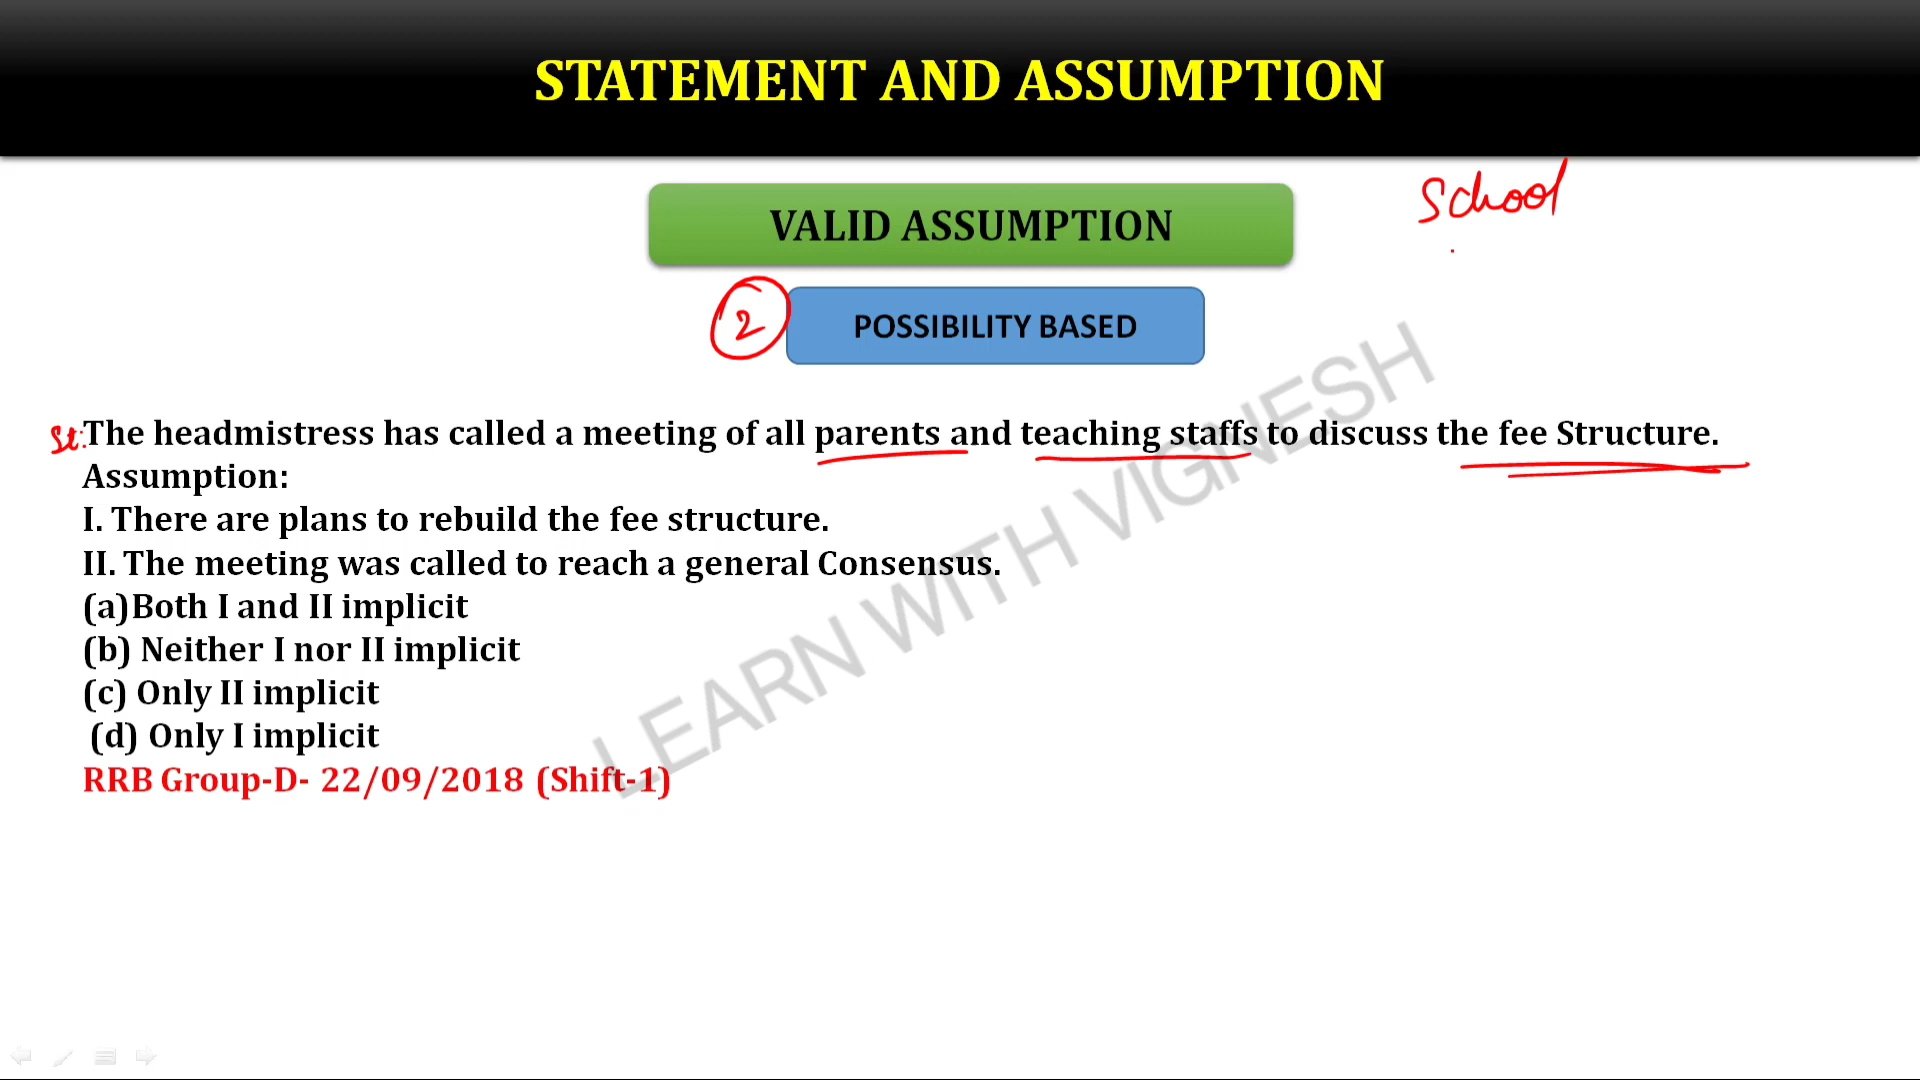 STATEMENT AND ASSUMPTION
School
VALID ASSUMPTION
2
POSSIBILITY BASED
St: The headmistress has called a meeting of all parents and teaching staffs to discuss the fee Structure.
Assumption:
I. There are plans to rebuild the fee structure.
II. The meeting was called to reach a general Consensus.
(a)Both I and II implicit
(b) Neither I nor II implicit
(c) Only II implicit
(d) Only I implicit
RRB Group-D- 22/09/2018 (Shift-1)
LEARN WITH VIGNESH